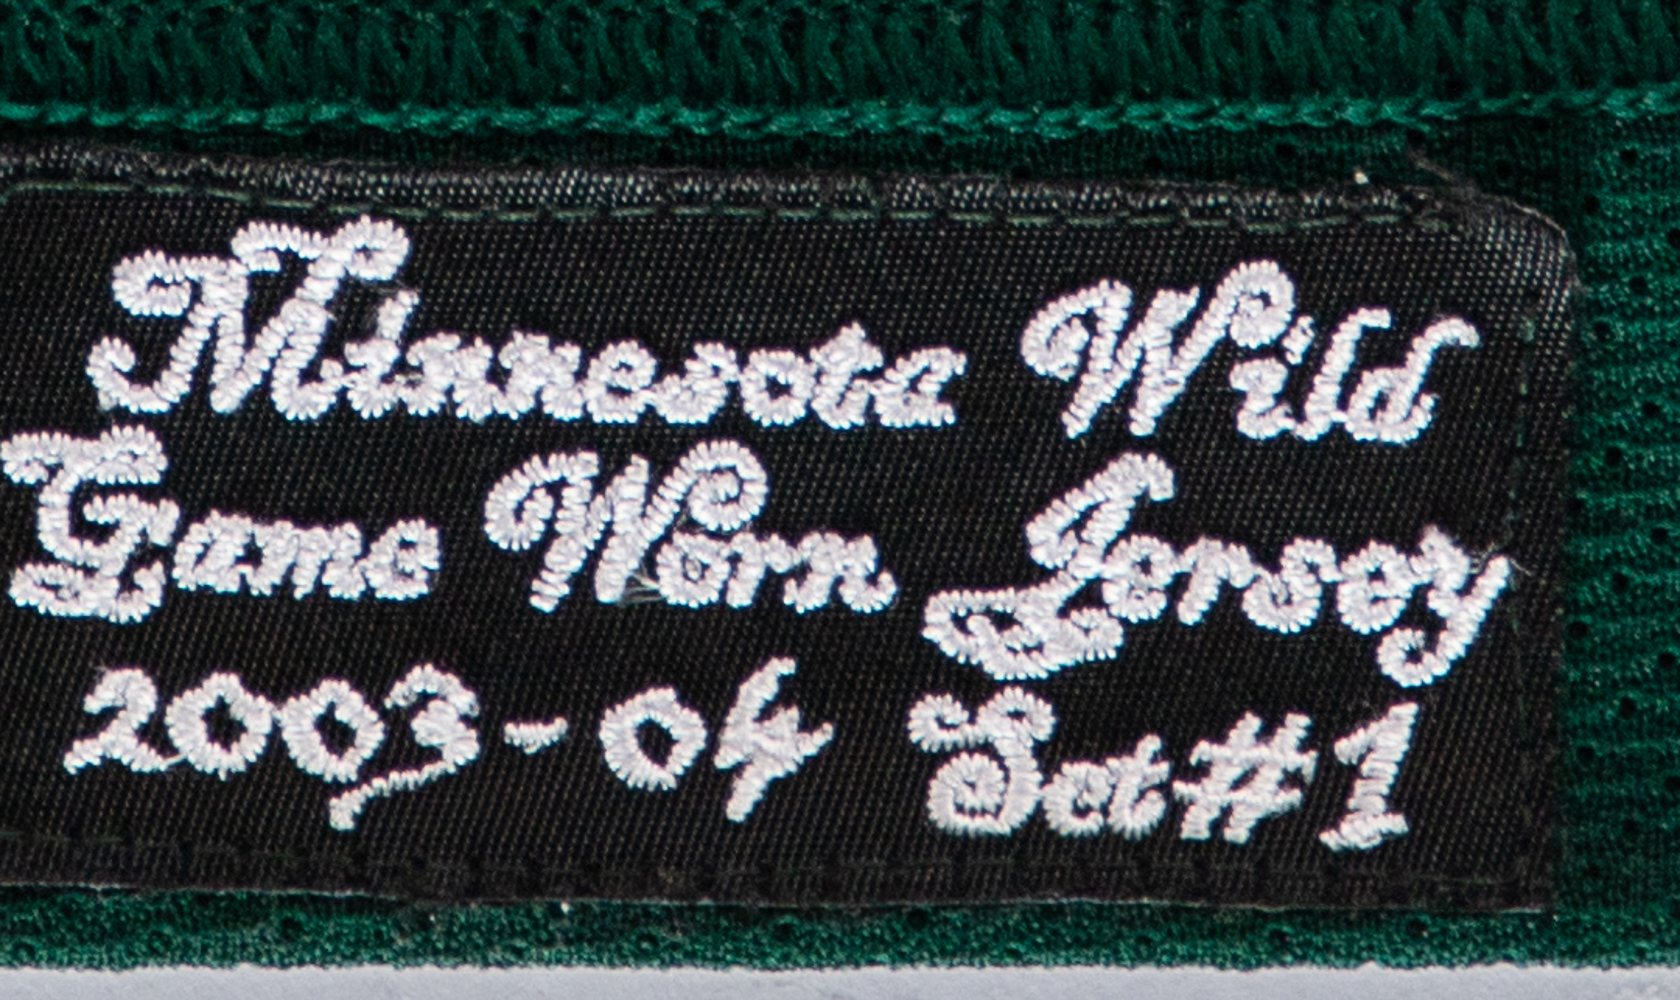 Minnesota Wild
Game Worn Jersey
2003-04 Set#1